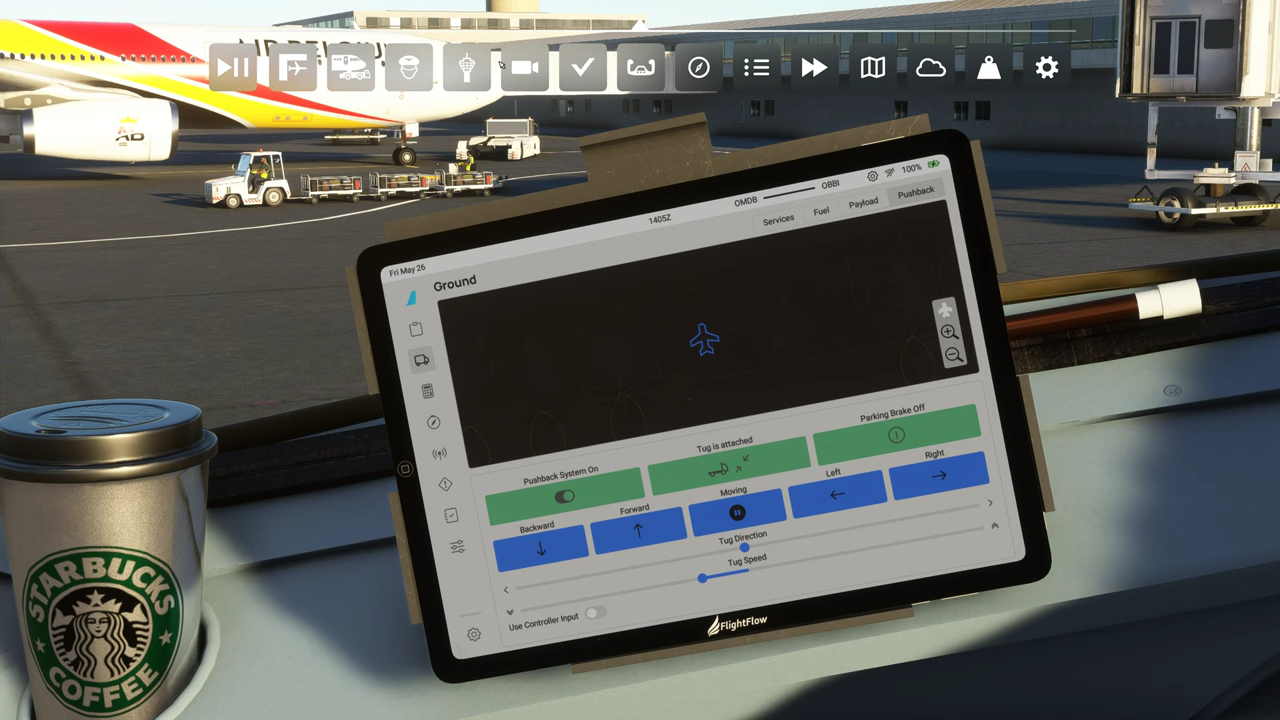 AIR BELGIUM
AB
Fri May 26
1405Z
OMDB
OBBI
100%
Ground
Services
Fuel
Payload
Pushback
Pushback System On
Tug is attached
Parking Brake Off
Backward
Forward
Moving
Left
Right
Tug Direction
Tug Speed
Use Controller Input
FlightFlow
STARBUCKS
COFFEE